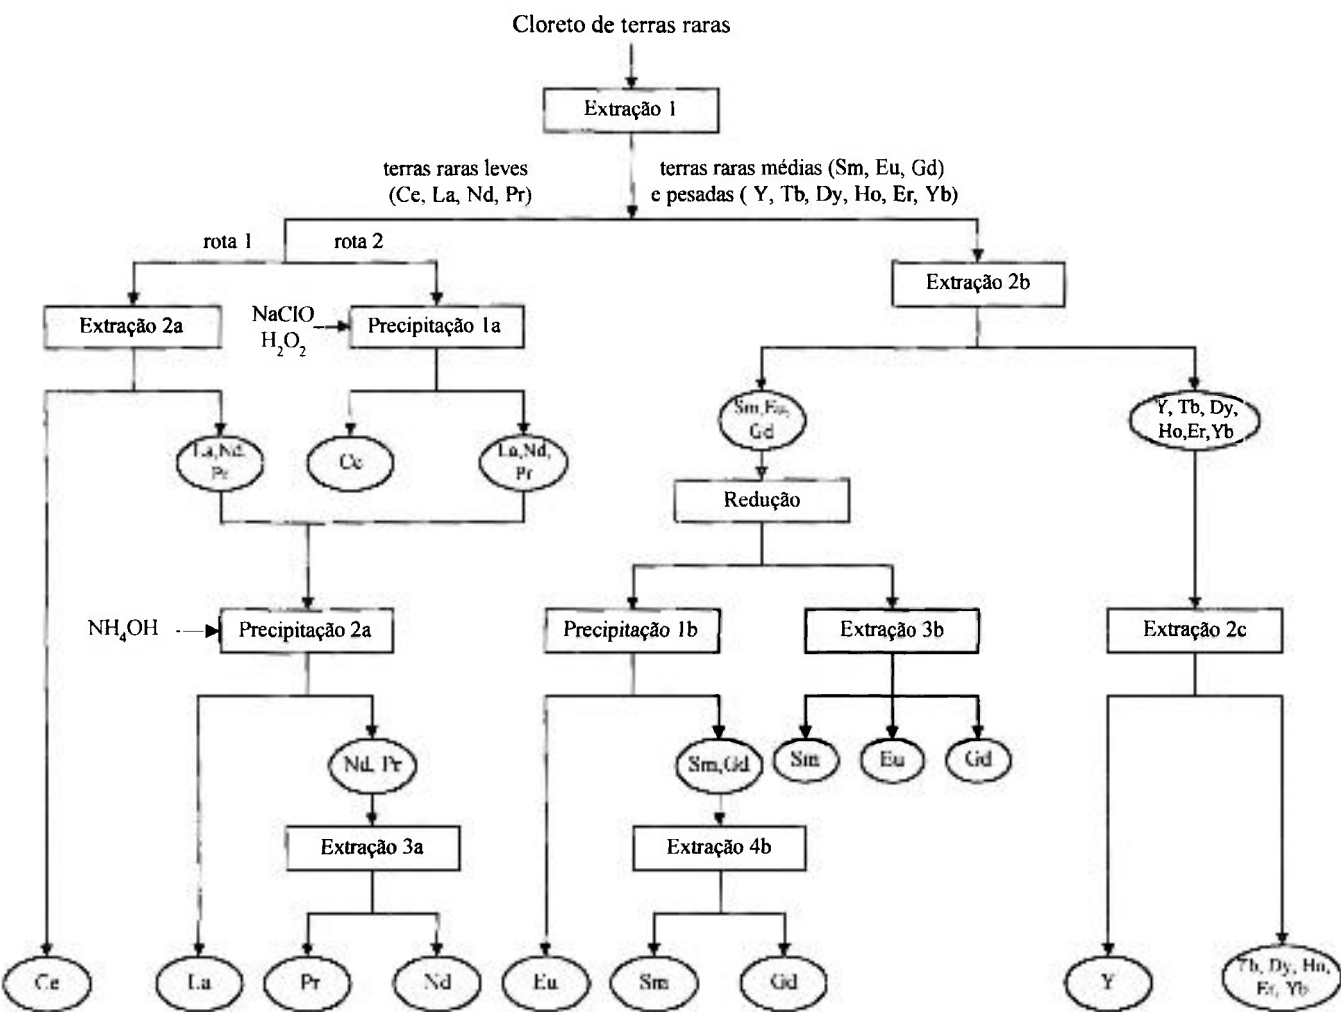 Cloreto de terras raras
Extração 1
terras raras leves
(Ce, La, Nd, Pr)
terras raras médias (Sm, Eu, Gd)
e pesadas ( Y, Tb, Dy, Ho, Er, Yb)
rota 1
rota 2
Extração 2b
Extração 2a
NaClO
H₂O₂
Precipitação 1a
Sm,Eu,
Gd
Y, Tb, Dy,
Ho,Er,Yb
La,Nd,
Pr
Ce
La,Nd,
Pr
Redução
NH₄OH
Precipitação 2a
Precipitação 1b
Extração 3b
Extração 2c
Nd, Pr
Sm,Gd
Sm
Eu
Gd
Extração 3a
Extração 4b
Ce
La
Pr
Nd
Eu
Sm
Gd
Y
Tb, Dy, Ho,
Er, Yb